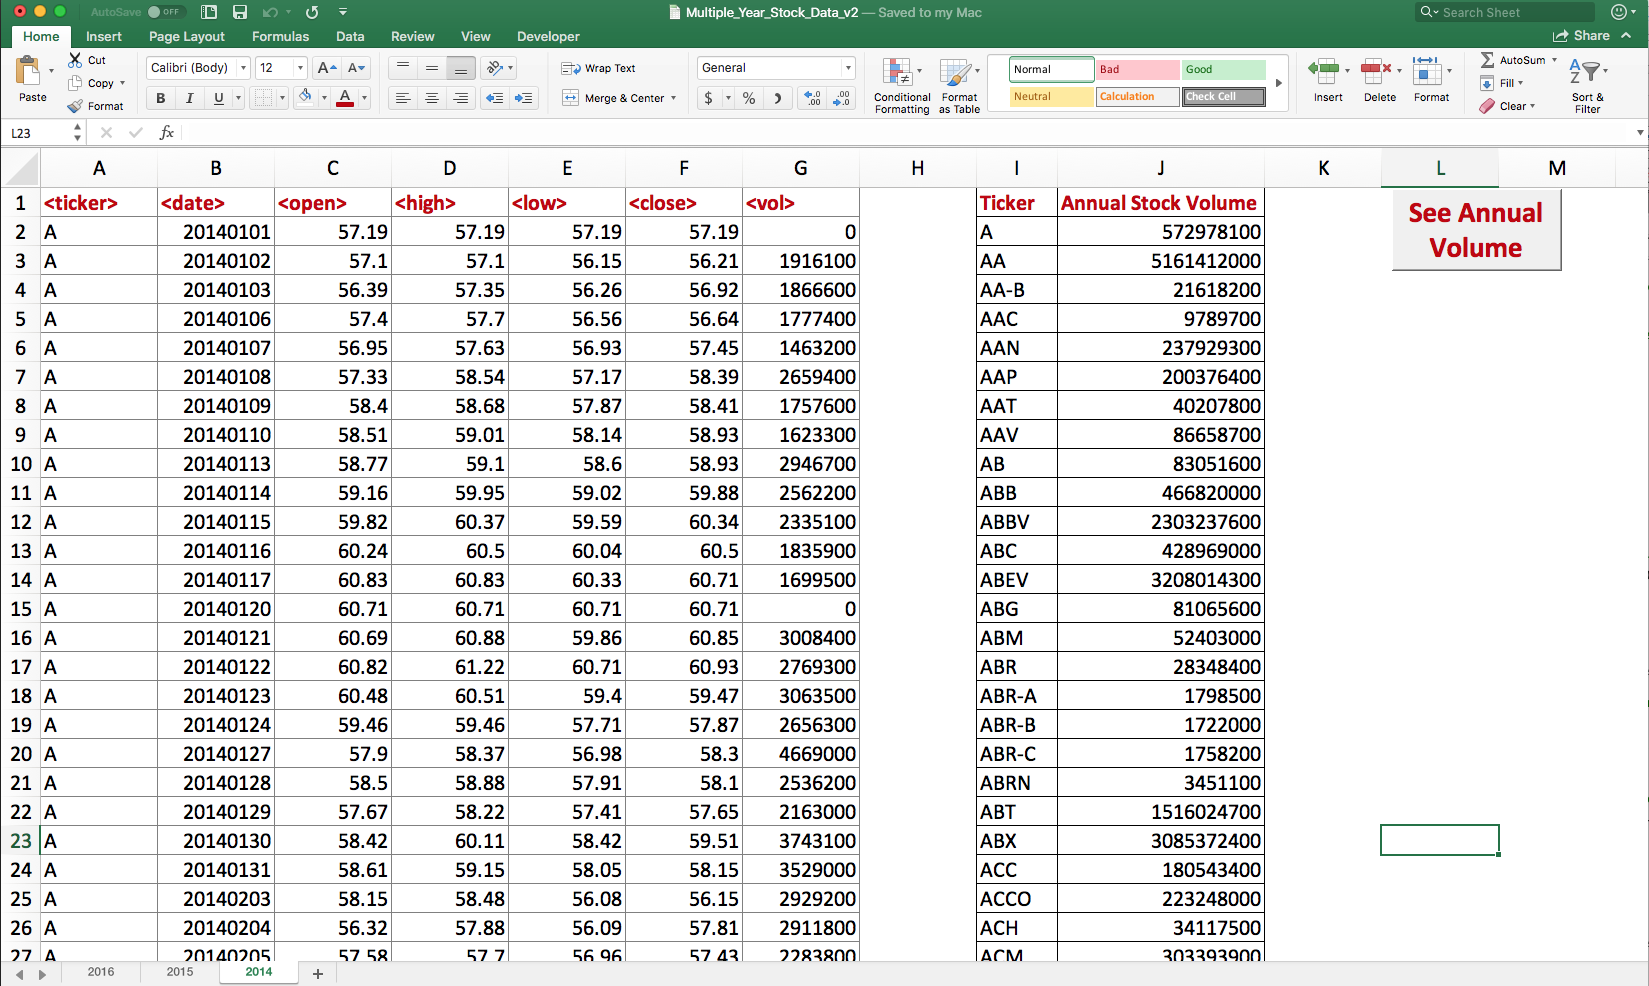 AutoSave OFF Multiple_Year_Stock_Data_v2 — Saved to my Mac Search Sheet
Home Insert Page Layout Formulas Data Review View Developer Share
Paste Cut Copy Format
Calibri (Body) 12 A A
B I U A
Wrap Text
Merge & Center
General
$ % .0 .00 .00 .0
Conditional Formatting
Format as Table
Normal Bad Good
Neutral Calculation Check Cell
Insert Delete Format
AutoSum
Fill
Clear
Sort & Filter
L23 fx
A B C D E F G H I J K L M
1 <ticker> <date> <open> <high> <low> <close> <vol> Ticker Annual Stock Volume
See Annual
Volume
2 A 20140101 57.19 57.19 57.19 57.19 0 A 572978100
3 A 20140102 57.1 57.1 56.15 56.21 1916100 AA 5161412000
4 A 20140103 56.39 57.35 56.26 56.92 1866600 AA-B 21618200
5 A 20140106 57.4 57.7 56.56 56.64 1777400 AAC 9789700
6 A 20140107 56.95 57.63 56.93 57.45 1463200 AAN 237929300
7 A 20140108 57.33 58.54 57.17 58.39 2659400 AAP 200376400
8 A 20140109 58.4 58.68 57.87 58.41 1757600 AAT 40207800
9 A 20140110 58.51 59.01 58.14 58.93 1623300 AAV 86658700
10 A 20140113 58.77 59.1 58.6 58.93 2946700 AB 83051600
11 A 20140114 59.16 59.95 59.02 59.88 2562200 ABB 466820000
12 A 20140115 59.82 60.37 59.59 60.34 2335100 ABBV 2303237600
13 A 20140116 60.24 60.5 60.04 60.5 1835900 ABC 428969000
14 A 20140117 60.83 60.83 60.33 60.71 1699500 ABEV 3208014300
15 A 20140120 60.71 60.71 60.71 60.71 0 ABG 81065600
16 A 20140121 60.69 60.88 59.86 60.85 3008400 ABM 52403000
17 A 20140122 60.82 61.22 60.71 60.93 2769300 ABR 28348400
18 A 20140123 60.48 60.51 59.4 59.47 3063500 ABR-A 1798500
19 A 20140124 59.46 59.46 57.71 57.87 2656300 ABR-B 1722000
20 A 20140127 57.9 58.37 56.98 58.3 4669000 ABR-C 1758200
21 A 20140128 58.5 58.88 57.91 58.1 2536200 ABRN 3451100
22 A 20140129 57.67 58.22 57.41 57.65 2163000 ABT 1516024700
23 A 20140130 58.42 60.11 58.42 59.51 3743100 ABX 3085372400
24 A 20140131 58.61 59.15 58.05 58.15 3529000 ACC 180543400
25 A 20140203 58.15 58.48 56.08 56.15 2929200 ACCO 223248000
26 A 20140204 56.32 57.88 56.09 57.81 2911800 ACH 34117500
27 A 20140205 57.58 57.7 56.96 57.43 2283800 ACM 303393900
2016 2015 2014 +